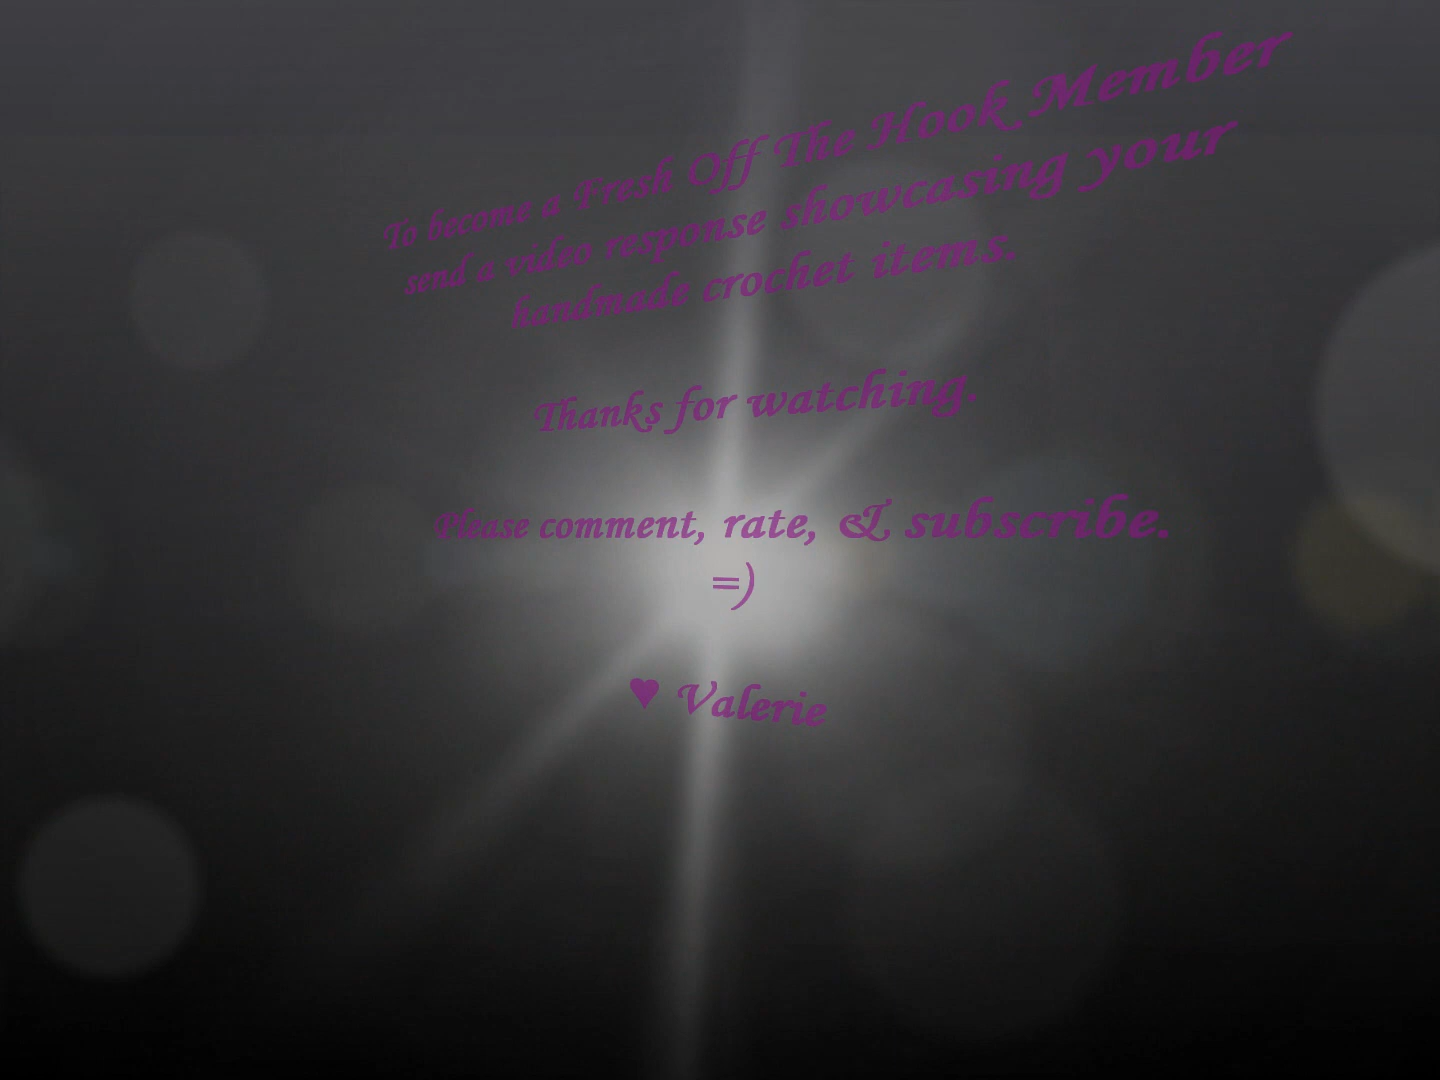 To become a Fresh Off The Hook Member
send a video response showcasing your
handmade crochet items.
Thanks for watching.
Please comment, rate, & subscribe.
=)
♥ Valerie